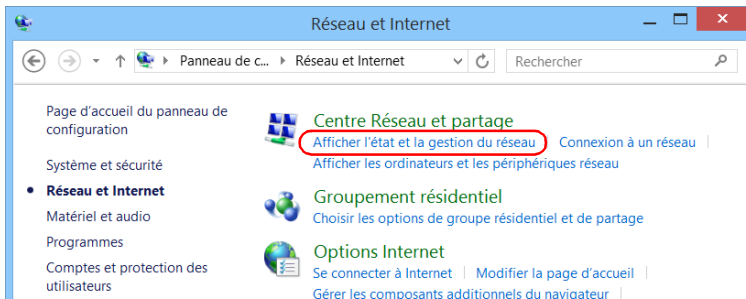 Réseau et Internet
Panneau de c... Réseau et Internet Rechercher
Page d'accueil du panneau de
configuration
Système et sécurité
Réseau et Internet
Matériel et audio
Programmes
Comptes et protection des
utilisateurs
Centre Réseau et partage
Afficher l'état et la gestion du réseau Connexion à un réseau
Afficher les ordinateurs et les périphériques réseau
Groupement résidentiel
Choisir les options de groupe résidentiel et de partage
Options Internet
Se connecter à Internet Modifier la page d'accueil
Gérer les composants additionnels du navigateur